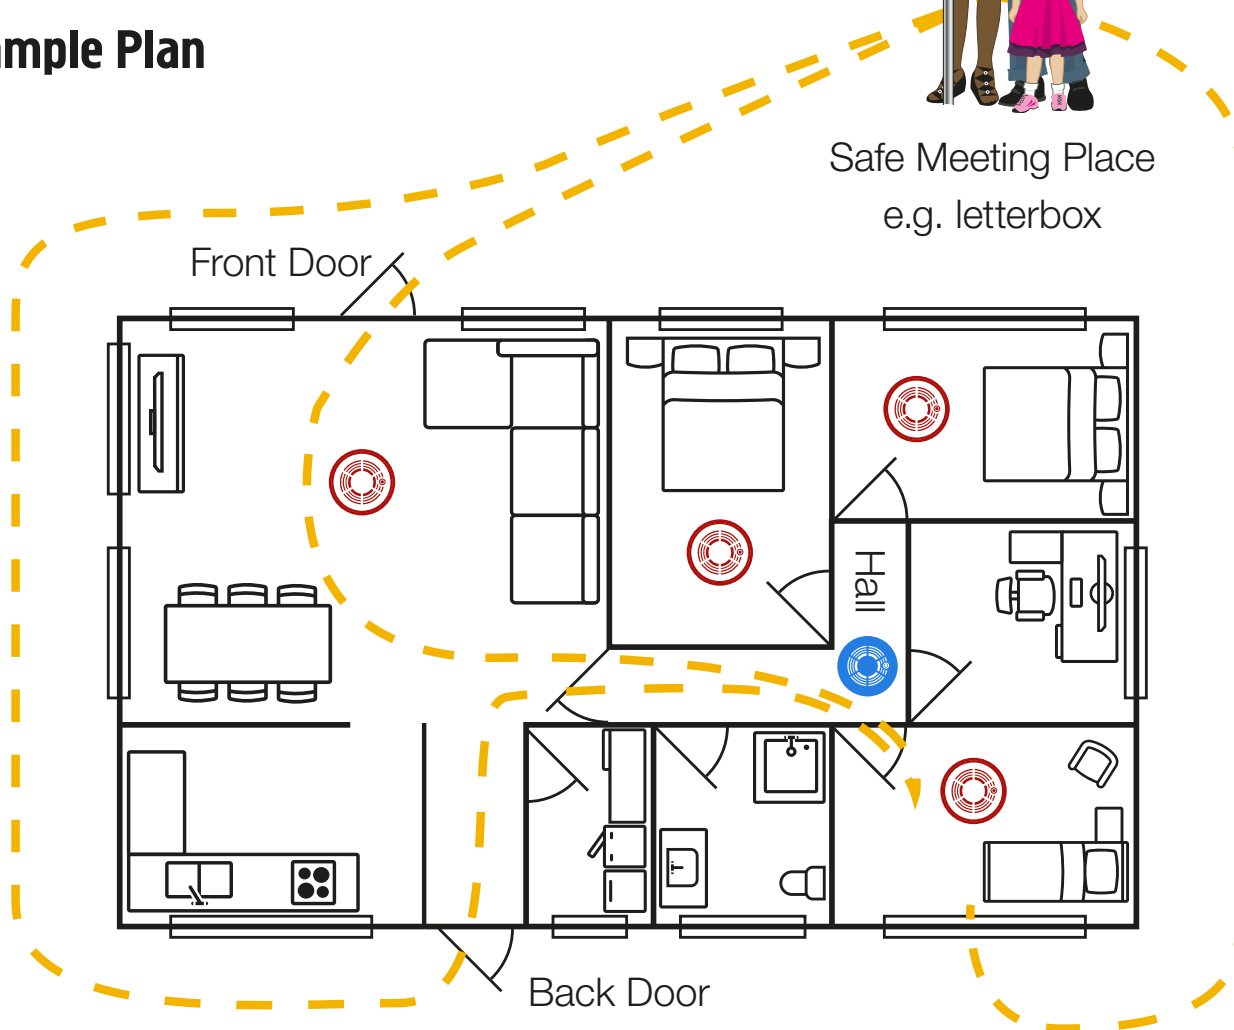 mple Plan
Safe Meeting Place
e.g. letterbox
Front Door
Hall
Back Door